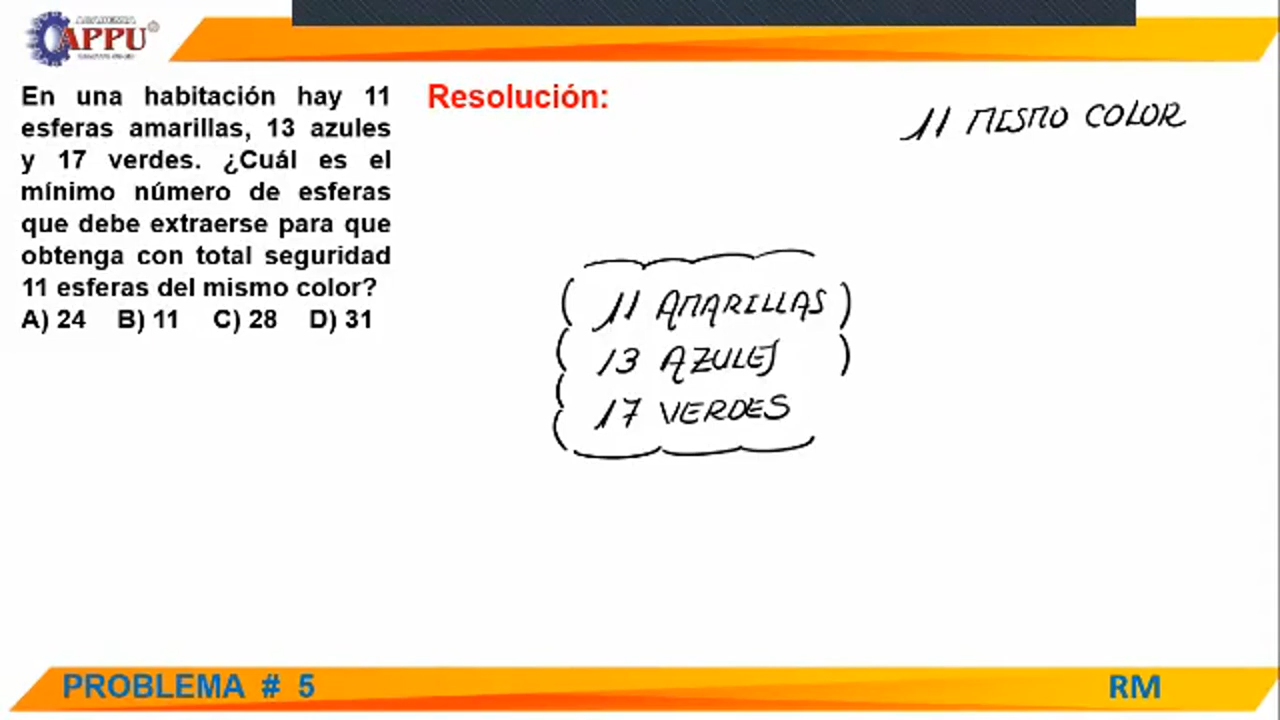 ACADEMIA
APPU
En una habitación hay 11
esferas amarillas, 13 azules
y 17 verdes. ¿Cuál es el
mínimo número de esferas
que debe extraerse para que
obtenga con total seguridad
11 esferas del mismo color?
A) 24 B) 11 C) 28 D) 31
Resolución:
11 MISMO COLOR
11 AMARILLAS
13 AZULES
17 VERDES
PROBLEMA # 5
RM